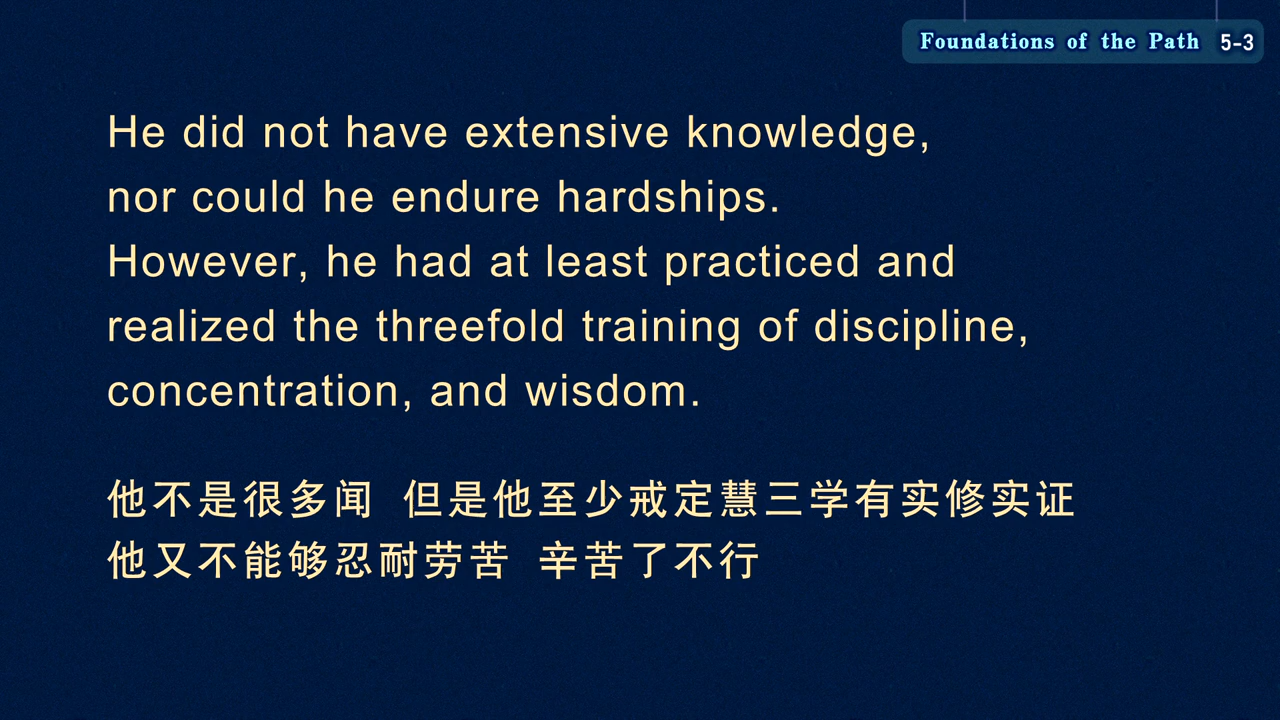 Foundations of the Path 5-3
He did not have extensive knowledge,
nor could he endure hardships.
However, he had at least practiced and
realized the threefold training of discipline,
concentration, and wisdom.
他不是很多闻 但是他至少戒定慧三学有实修实证
他又不能够忍耐劳苦 辛苦了不行